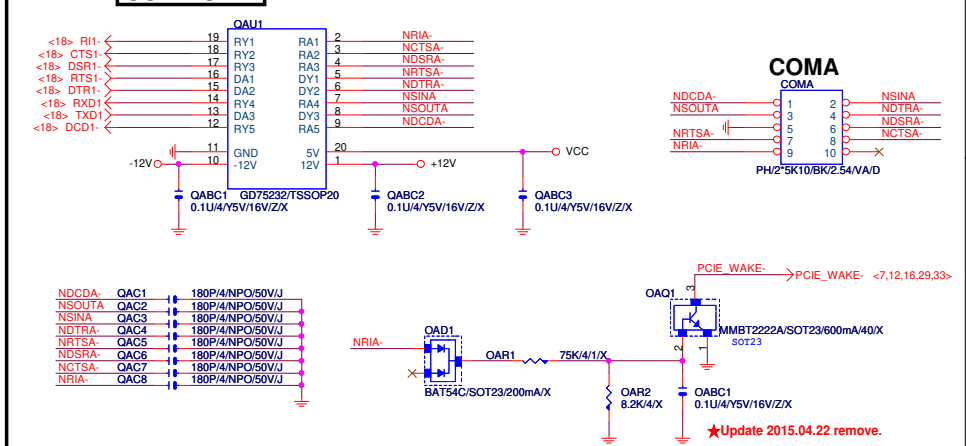 QAU1
<18> RI1- 19 RY1 RA1 2 NRIA-
<18> CTS1- 18 RY2 RA2 3 NCTSA-
<18> DSR1- 17 RY3 RA3 4 NDSRA-
<18> RTS1- 16 DA1 DY1 5 NRTSA-
<18> DTR1- 15 DA2 DY2 6 NDTRA-
<18> RXD1 14 RY4 RA4 7 NSINA
<18> TXD1 13 DA3 DY3 8 NSOUTA
<18> DCD1- 12 RY5 RA5 9 NDCDA-
11 GND 5V 20 VCC
-12V 10 -12V 12V 1 +12V
GD75232/TSSOP20
QABC1
0.1U/4/Y5V/16V/Z/X
QABC2
0.1U/4/Y5V/16V/Z/X
QABC3
0.1U/4/Y5V/16V/Z/X
COMA
COMA
NDCDA- 1 2 NSINA
NSOUTA 3 4 NDTRA-
5 6 NDSRA-
NRTSA- 7 8 NCTSA-
NRIA- 9 10
PH/2*5K10/BK/2.54/VA/D
NDCDA- QAC1 180P/4/NPO/50V/J
NSOUTA QAC2 180P/4/NPO/50V/J
NSINA QAC3 180P/4/NPO/50V/J
NDTRA- QAC4 180P/4/NPO/50V/J
NRTSA- QAC5 180P/4/NPO/50V/J
NDSRA- QAC6 180P/4/NPO/50V/J
NCTSA- QAC7 180P/4/NPO/50V/J
NRIA- QAC8 180P/4/NPO/50V/J
PCIE_WAKE- PCIE_WAKE- <7,12,16,29,33>
OAQ1 3
MMBT2222A/SOT23/600mA/40/X
SOT23
2 1
NRIA- OAD1
BAT54C/SOT23/200mA/X
OAR1 75K/4/1/X
OAR2
8.2K/4/X
OABC1
0.1U/4/Y5V/16V/Z/X
★Update 2015.04.22 remove.